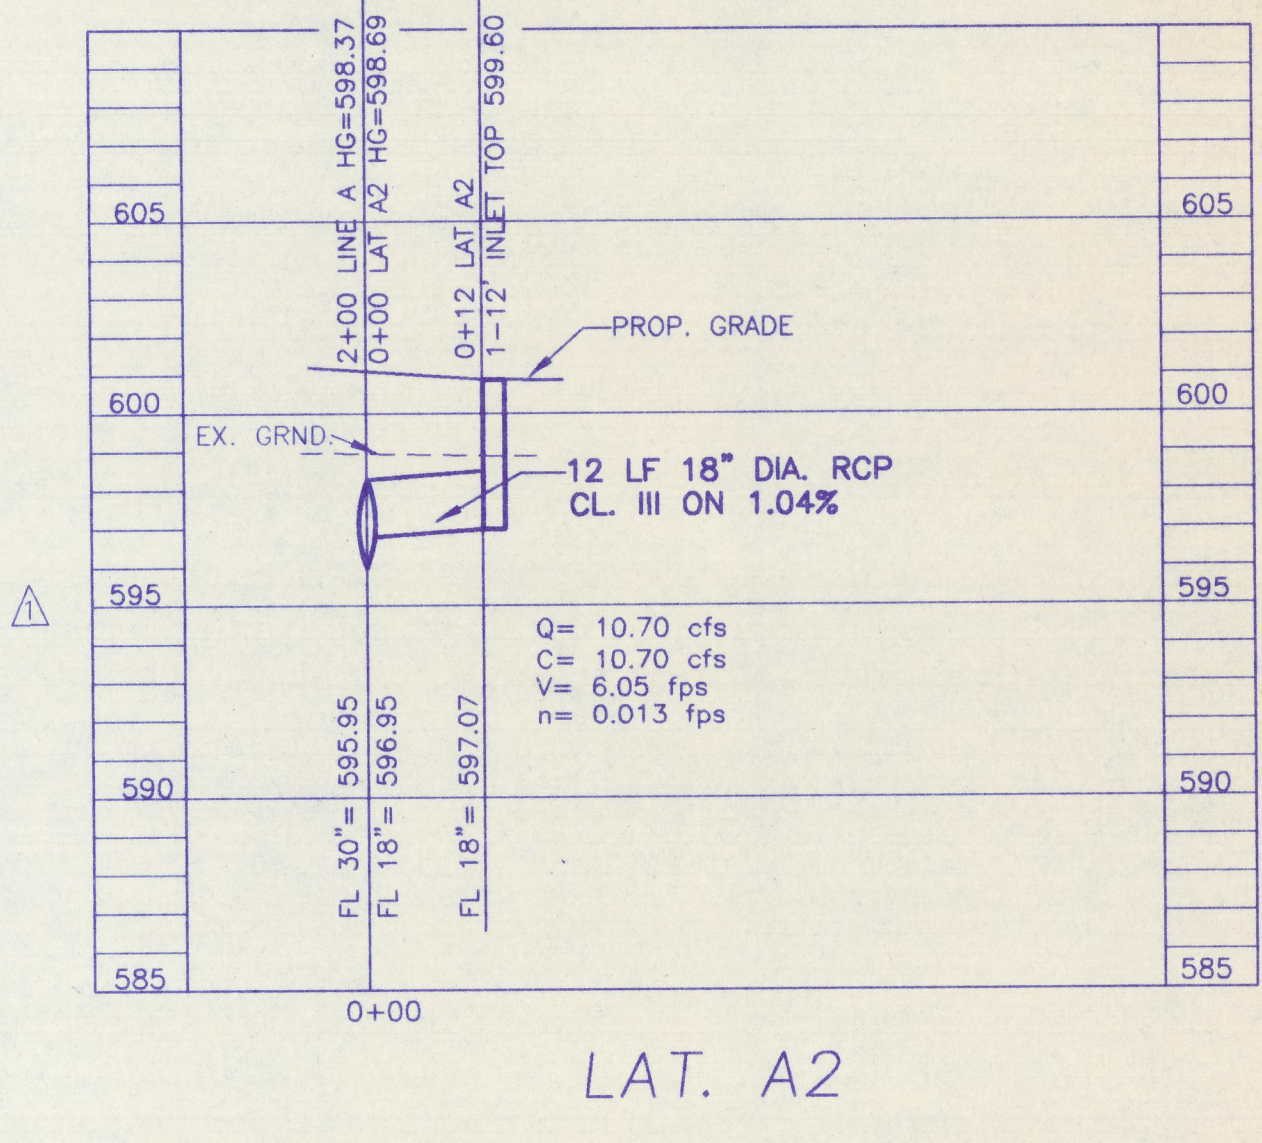 2+00 LINE A HG=598.37
0+00 LAT A2 HG=598.69
0+12 LAT A2
1-12' INLET TOP 599.60
605
605
PROP. GRADE
600
600
EX. GRND.
12 LF 18" DIA. RCP
CL. III ON 1.04%
595
595
1
Q= 10.70 cfs
C= 10.70 cfs
V= 6.05 fps
n= 0.013 fps
FL 30"= 595.95
FL 18"= 596.95
FL 18"= 597.07
590
590
585
585
0+00
LAT. A2